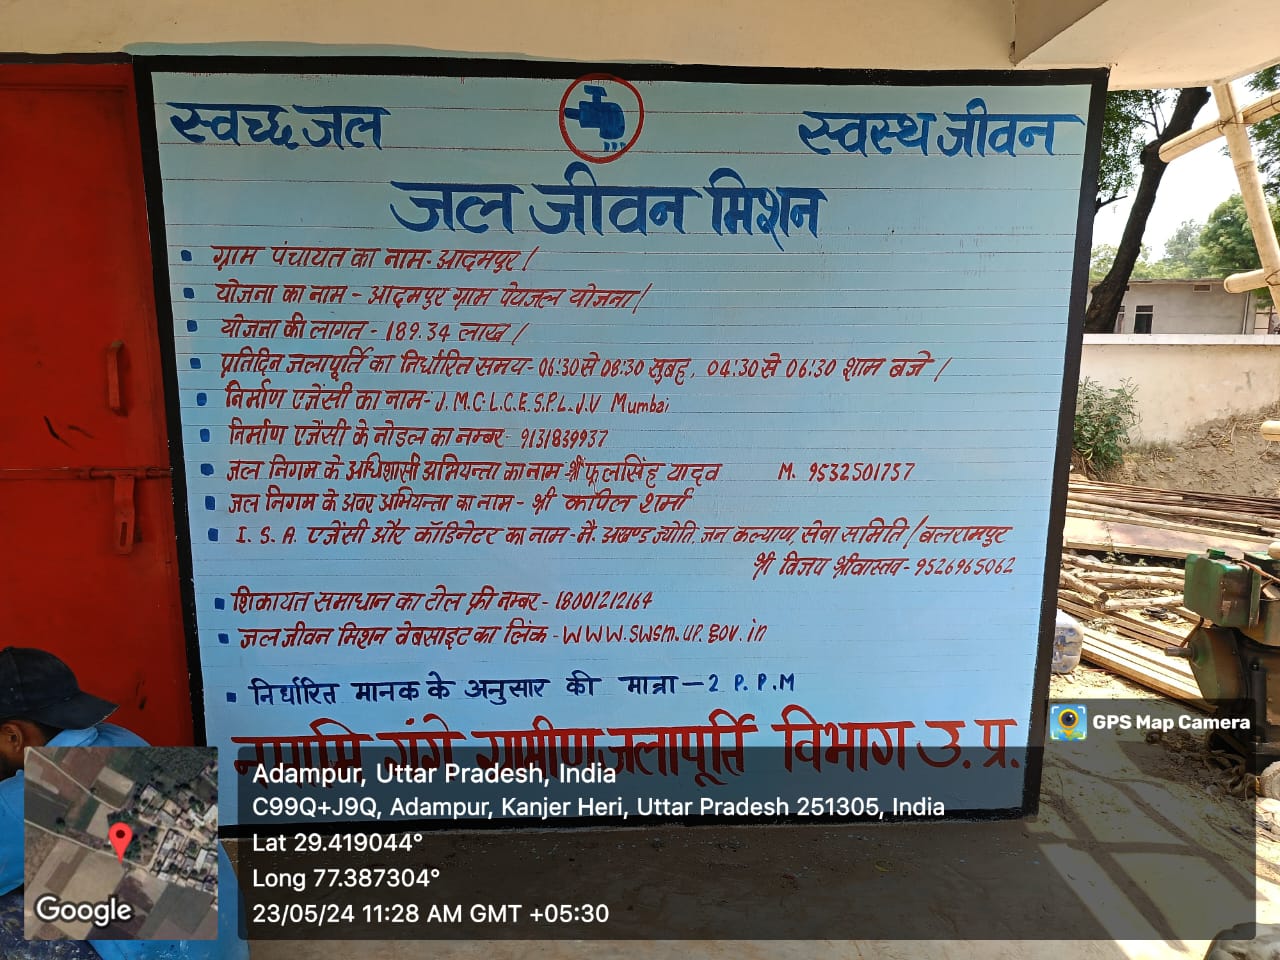 स्वच्छ जल
स्वस्थ जीवन
जल जीवन मिशन
ग्राम पंचायत का नाम- आदमपुर/
योजना का नाम - आदमपुर ग्राम पेयजल योजना/
योजना की लागत - 189.34 लाख/
प्रतिदिन जलापूर्ति का निर्धारित समय- 06:30 से 08:30 सुबह, 04:30 से 06:30 शाम बजे/
निर्माण एजेंसी का नाम- J.M.C-L.C.E.S.P.L.J.V Mumbai
निर्माण एजेंसी के नोडल का नम्बर- 9131839937
जल निगम के अधिशासी अभियन्ता का नाम श्री फूलसिंह यादव M. 9532501757
जल निगम के अवर अभियन्ता का नाम- श्री कपिल शर्मा
I. S. A. एजेंसी और कॉडिनेटर का नाम-मै. अखण्ड ज्योति जन कल्याण सेवा समिति/बलरामपुर
श्री विजय श्रीवास्तव- 9526965062
शिकायत समाधान का टोल फ्री नम्बर- 18001212164
जल जीवन मिशन वेबसाइट का लिंक - WWW.swsm.up.gov.in
निर्धारित मानक के अनुसार की मात्रा - 2 P.P.M
नमामि गंगे ग्रामीण जलापूर्ति विभाग उ.प्र.
GPS Map Camera
Adampur, Uttar Pradesh, India
C99Q+J9Q, Adampur, Kanjer Heri, Uttar Pradesh 251305, India
Lat 29.419044°
Long 77.387304°
23/05/24 11:28 AM GMT +05:30
Google